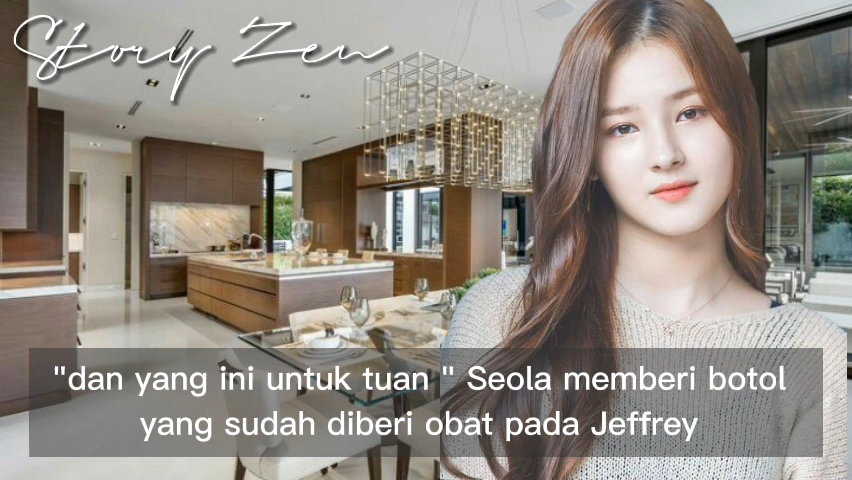 Story Zen
"dan yang ini untuk tuan " Seola memberi botol
yang sudah diberi obat pada Jeffrey